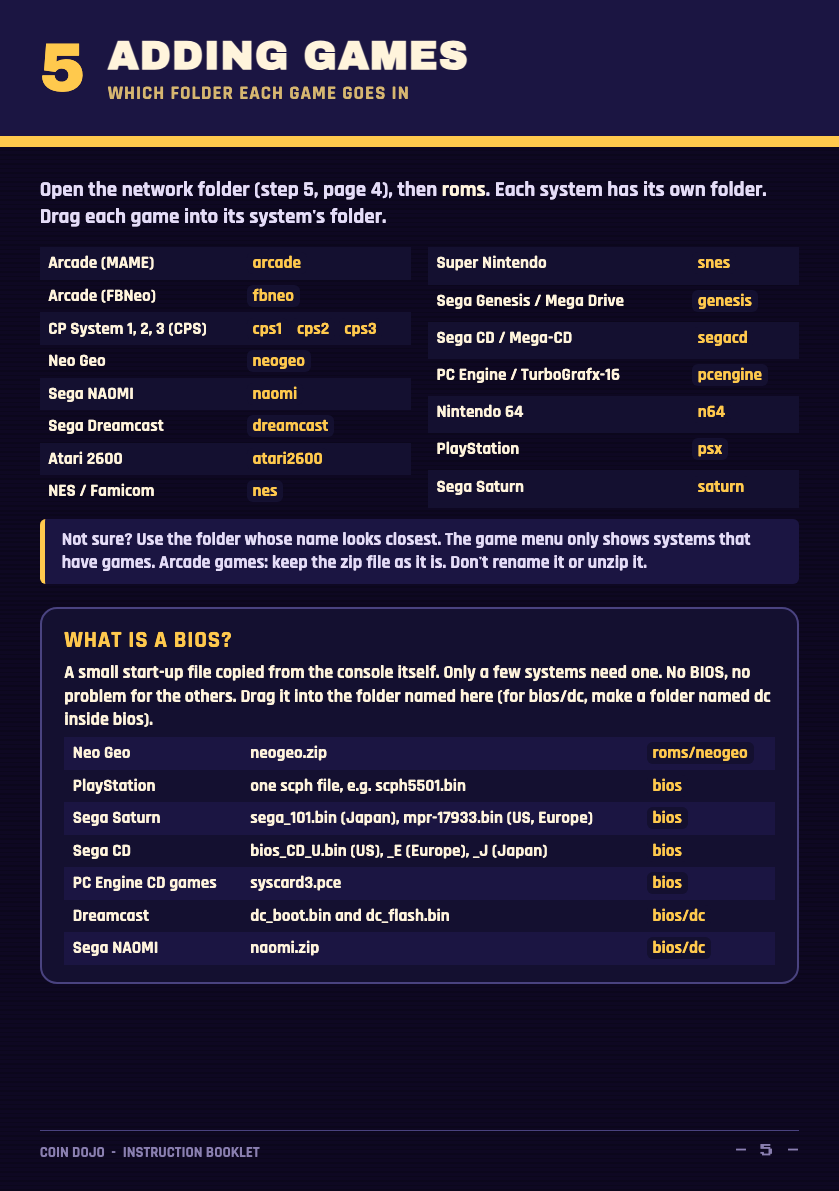 5
ADDING GAMES
WHICH FOLDER EACH GAME GOES IN
Open the network folder (step 5, page 4), then roms. Each system has its own folder.
Drag each game into its system's folder.
Arcade (MAME) arcade
Arcade (FBNeo) fbneo
CP System 1, 2, 3 (CPS) cps1 cps2 cps3
Neo Geo neogeo
Sega NAOMI naomi
Sega Dreamcast dreamcast
Atari 2600 atari2600
NES / Famicom nes
Super Nintendo snes
Sega Genesis / Mega Drive genesis
Sega CD / Mega-CD segacd
PC Engine / TurboGrafx-16 pcengine
Nintendo 64 n64
PlayStation psx
Sega Saturn saturn
Not sure? Use the folder whose name looks closest. The game menu only shows systems that
have games. Arcade games: keep the zip file as it is. Don't rename it or unzip it.
WHAT IS A BIOS?
A small start-up file copied from the console itself. Only a few systems need one. No BIOS, no
problem for the others. Drag it into the folder named here (for bios/dc, make a folder named dc
inside bios).
Neo Geo neogeo.zip roms/neogeo
PlayStation one scph file, e.g. scph5501.bin bios
Sega Saturn sega_101.bin (Japan), mpr-17933.bin (US, Europe) bios
Sega CD bios_CD_U.bin (US), _E (Europe), _J (Japan) bios
PC Engine CD games syscard3.pce bios
Dreamcast dc_boot.bin and dc_flash.bin bios/dc
Sega NAOMI naomi.zip bios/dc
COIN DOJO - INSTRUCTION BOOKLET
— 5 —